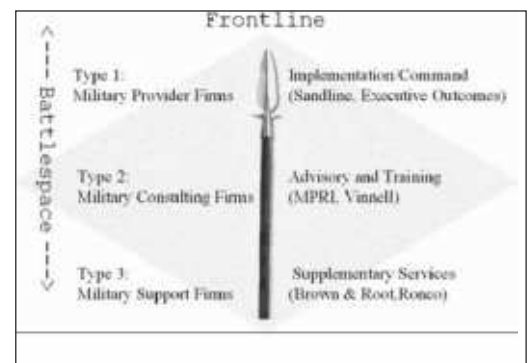 Frontline
<--- Battlespace --->
Type 1:
Military Provider Firms
Implementation Command
(Sandline, Executive Outcomes)
Type 2:
Military Consulting Firms
Advisory and Training
(MPRI, Vinnell)
Type 3:
Military Support Firms
Supplementary Services
(Brown & Root,Ronco)